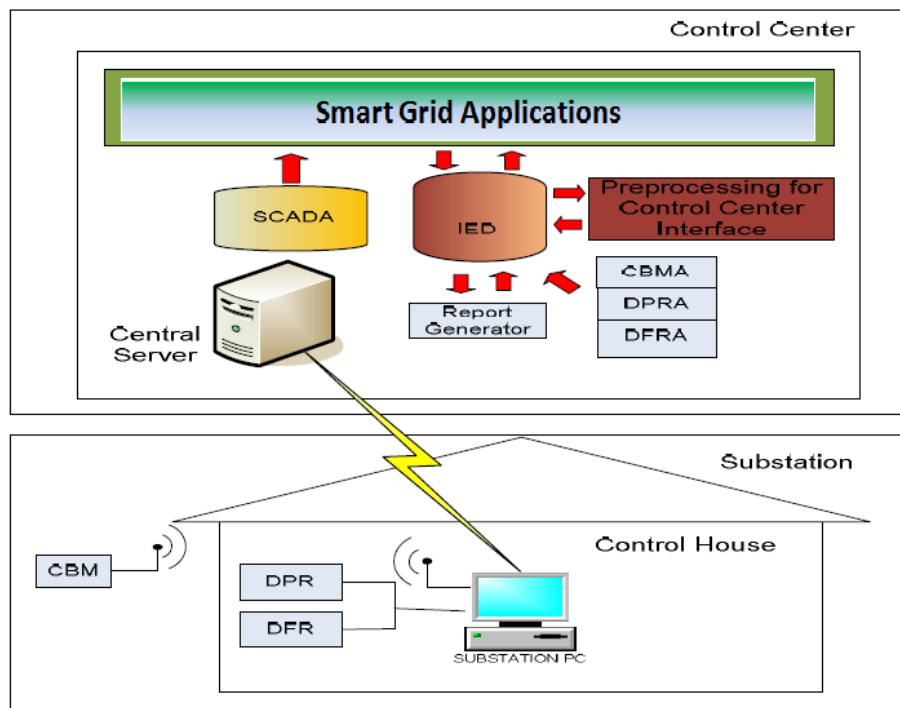 Control Center
Smart Grid Applications
SCADA
IED
Preprocessing for
Control Center
Interface
CBMA
DPRA
DFRA
Report
Generator
Central
Server
Substation
Control House
CBM
DPR
DFR
SUBSTATION PC